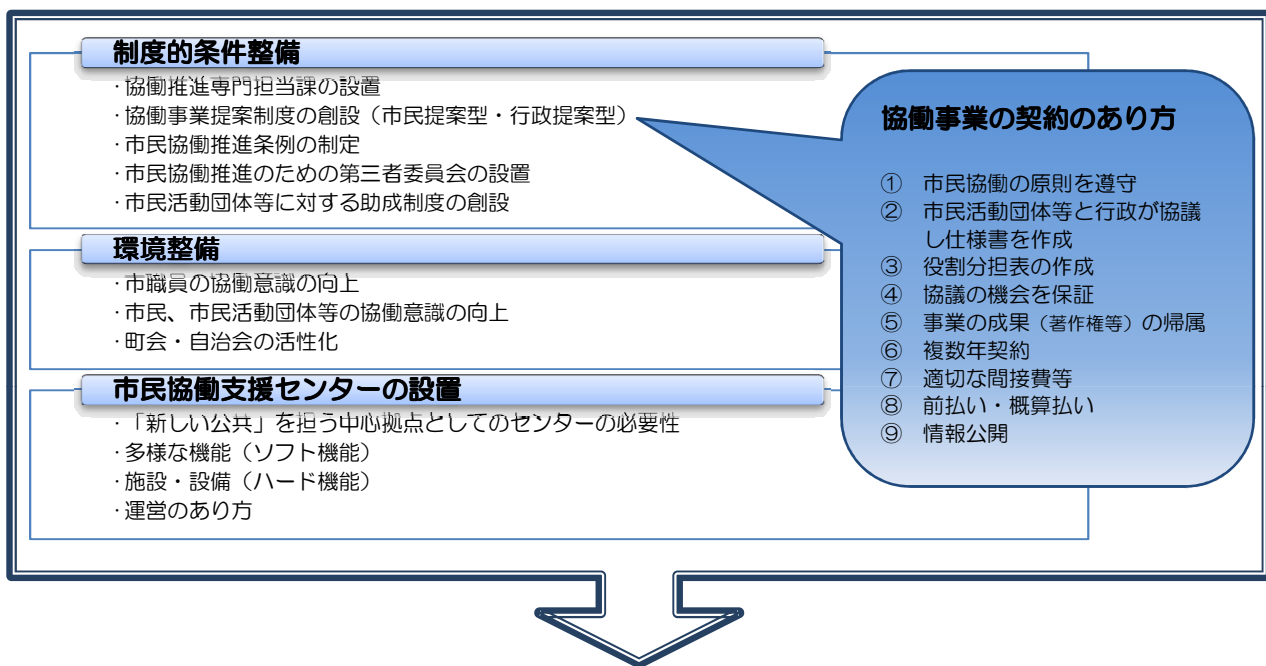 制度的条件整備
・協働推進専門担当課の設置
・協働事業提案制度の創設（市民提案型・行政提案型）
・市民協働推進条例の制定
・市民協働推進のための第三者委員会の設置
・市民活動団体等に対する助成制度の創設
環境整備
・市職員の協働意識の向上
・市民、市民活動団体等の協働意識の向上
・町会・自治会の活性化
市民協働支援センターの設置
・「新しい公共」を担う中心拠点としてのセンターの必要性
・多様な機能（ソフト機能）
・施設・設備（ハード機能）
・運営のあり方
協働事業の契約のあり方
① 市民協働の原則を遵守
② 市民活動団体等と行政が協議
し仕様書を作成
③ 役割分担表の作成
④ 協議の機会を保証
⑤ 事業の成果（著作権等）の帰属
⑥ 複数年契約
⑦ 適切な間接費等
⑧ 前払い・概算払い
⑨ 情報公開